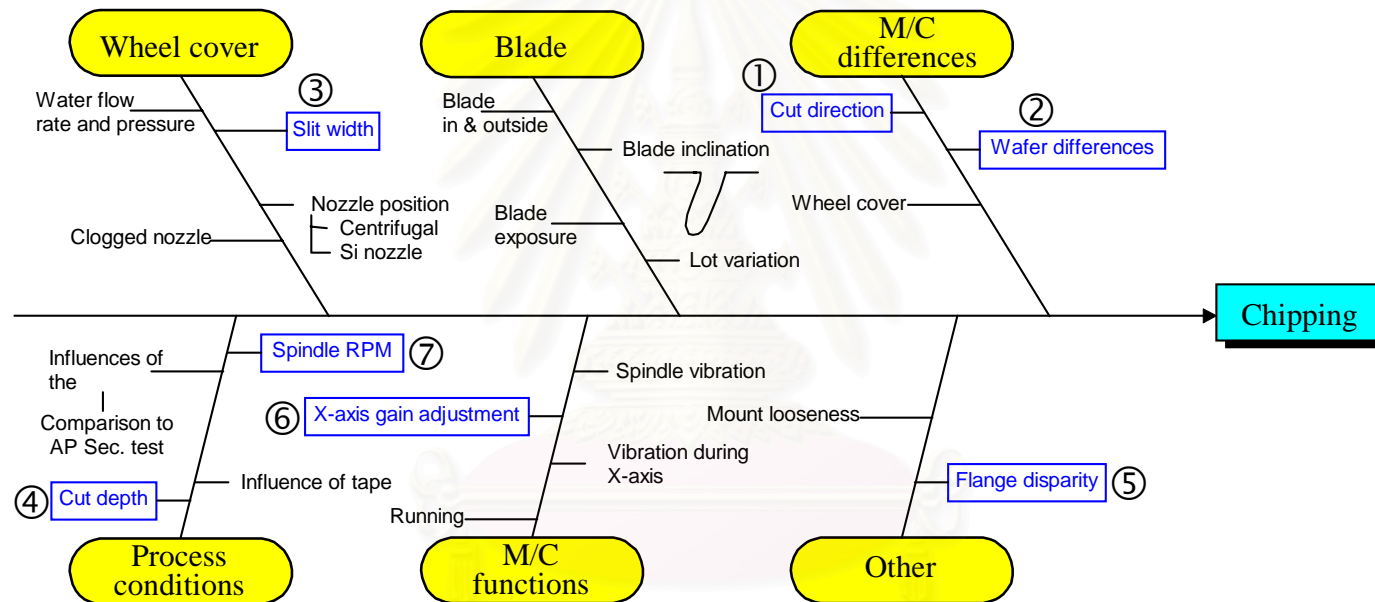 Wheel cover
Blade
M/C
differences
Water flow
rate and pressure
③
Slit width
Nozzle position
Centrifugal
Si nozzle
Clogged nozzle
Blade
in & outside
Blade inclination
Blade
exposure
Lot variation
①
Cut direction
②
Wafer differences
Wheel cover
Chipping
Influences of
the
Comparison to
AP Sec. test
Spindle RPM
⑦
Influence of tape
④
Cut depth
Spindle vibration
⑥
X-axis gain adjustment
Vibration during
X-axis
Running
Mount looseness
Flange disparity
⑤
Process
conditions
M/C
functions
Other